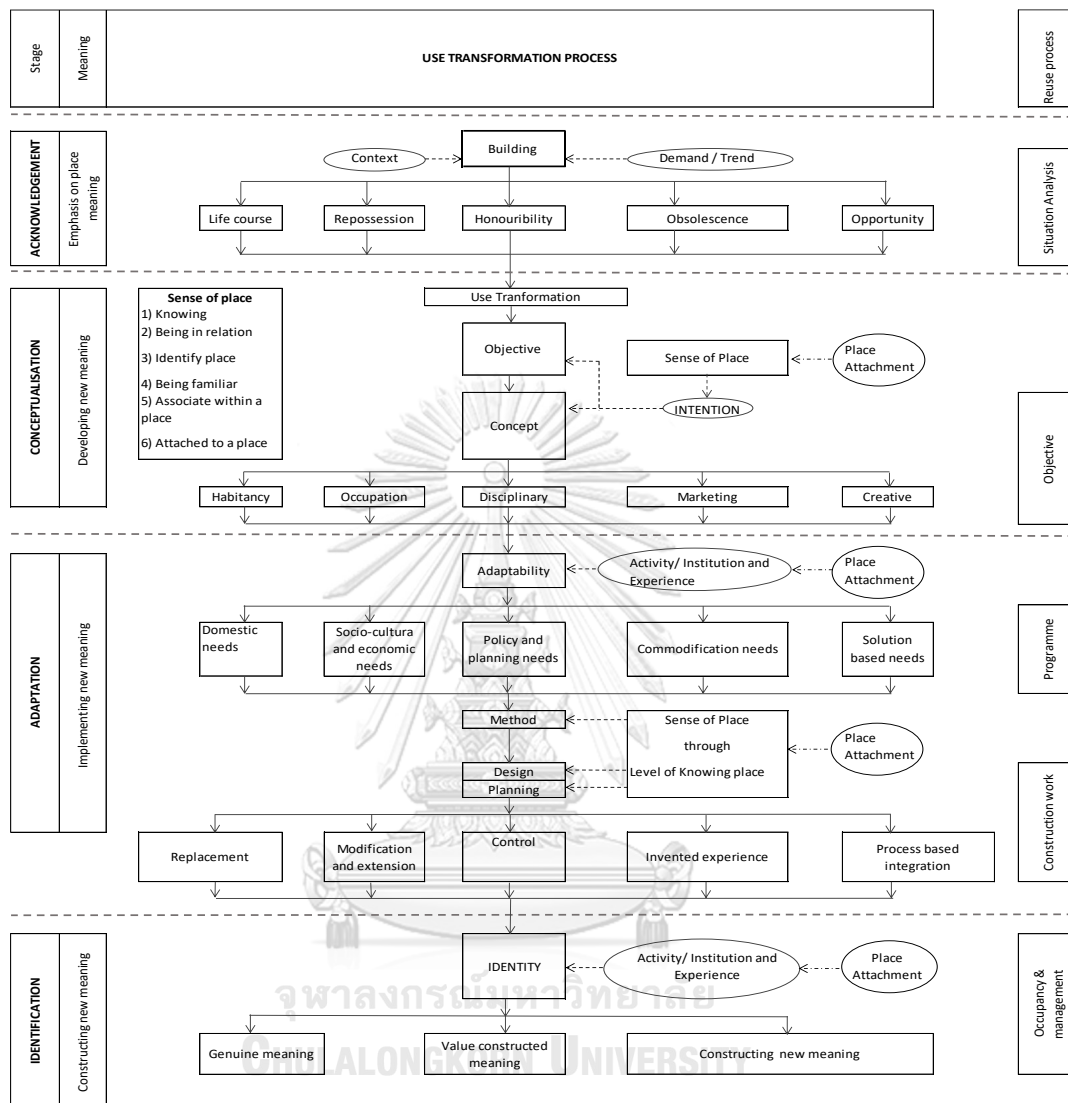 Stage
Meaning
USE TRANSFORMATION PROCESS
Reuse process
ACKNOWLEDGEMENT
Emphasis on place
meaning
Situation Analysis
Context
Building
Demand / Trend
Life course
Repossession
Honouribility
Obsolescence
Opportunity
CONCEPTUALISATION
Developing new meaning
Objective
Sense of place
1) Knowing
2) Being in relation
3) Identify place
4) Being familiar
5) Associate within a
place
6) Attached to a place
Use Tranformation
Objective
Sense of Place
Place
Attachment
INTENTION
Concept
Habitancy
Occupation
Disciplinary
Marketing
Creative
ADAPTATION
Implementing new meaning
Programme
Construction work
Adaptability
Activity/ Institution and
Experience
Place
Attachment
Domestic
needs
Socio-cultura
and economic
needs
Policy and
planning needs
Commodification needs
Solution
based needs
Method
Design
Planning
Sense of Place
through
Level of Knowing place
Place
Attachment
Replacement
Modification
and extension
Control
Invented experience
Process based
integration
IDENTIFICATION
Constructing new meaning
Occupancy &
management
IDENTITY
Activity/ Institution and
Experience
Place
Attachment
จุฬาลงกรณ์มหาวิทยาลัย
Genuine meaning
Value constructed
meaning
Constructing new meaning
CHULALONGKORN UNIVERSITY